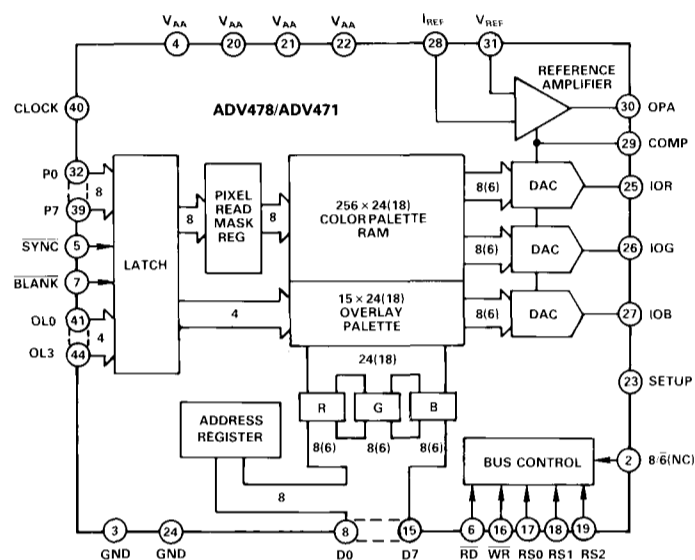 VAA VAA VAA VAA IREF VREF
4 20 21 22 28 31
REFERENCE
AMPLIFIER
CLOCK 40
ADV478/ADV471
30 OPA
29 COMP
P0 32
8
P7 39
SYNC 5
BLANK 7
OL0 41
4
OL3 44
LATCH
8
PIXEL
READ
MASK
REG
8
4
256 × 24(18)
COLOR PALETTE
RAM
15 × 24(18)
OVERLAY
PALETTE
8(6) DAC 25 IOR
8(6) DAC 26 IOG
8(6) DAC 27 IOB
24(18)
23 SETUP
R G B
8(6) 8(6) 8(6)
ADDRESS
REGISTER
8
BUS CONTROL
2 8/6(NC)
3 24 8 15 6 16 17 18 19
GND GND D0 D7 RD WR RS0 RS1 RS2